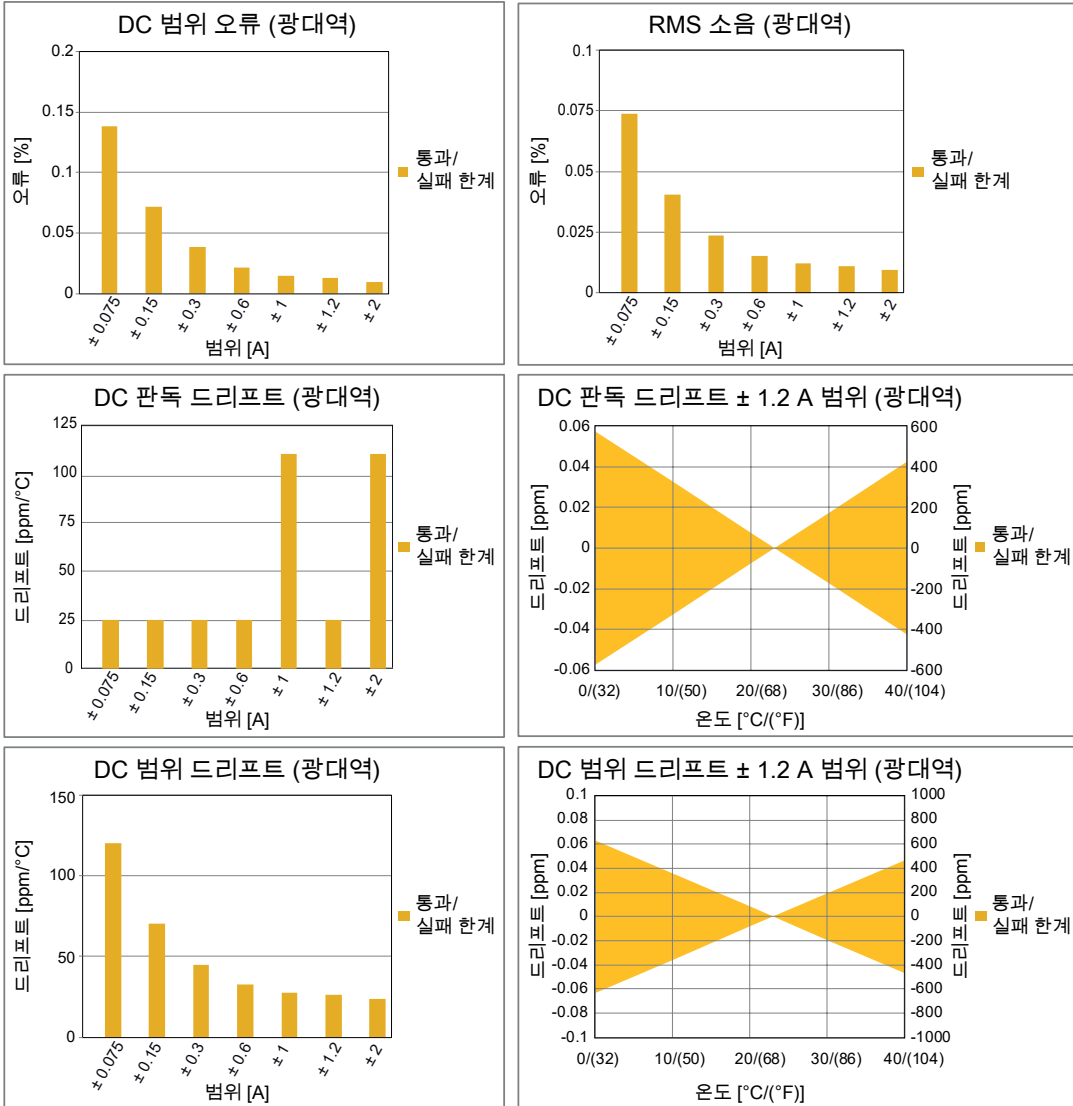 DC 범위 오류 (광대역)
0.2
0.15
0.1
0.05
0
오류 [%]
± 0.075
± 0.15
± 0.3
± 0.6
± 1
± 1.2
± 2
범위 [A]
통과/
실패 한계
RMS 소음 (광대역)
0.1
0.075
0.05
0.025
0
오류 [%]
± 0.075
± 0.15
± 0.3
± 0.6
± 1
± 1.2
± 2
범위 [A]
통과/
실패 한계
DC 판독 드리프트 (광대역)
125
100
75
50
25
0
드리프트 [ppm/°C]
± 0.075
± 0.15
± 0.3
± 0.6
± 1
± 1.2
± 2
범위 [A]
통과/
실패 한계
DC 판독 드리프트 ± 1.2 A 범위 (광대역)
0.06
0.04
0.02
0
-0.02
-0.04
-0.06
드리프트 [ppm]
600
400
200
0
-200
-400
-600
드리프트 [ppm]
0/(32)
10/(50)
20/(68)
30/(86)
40/(104)
온도 [°C/(°F)]
통과/
실패 한계
DC 범위 드리프트 (광대역)
150
100
50
0
드리프트 [ppm/°C]
± 0.075
± 0.15
± 0.3
± 0.6
± 1
± 1.2
± 2
범위 [A]
통과/
실패 한계
DC 범위 드리프트 ± 1.2 A 범위 (광대역)
0.1
0.08
0.06
0.04
0.02
0
-0.02
-0.04
-0.06
-0.08
-0.1
드리프트 [ppm]
1000
800
600
400
200
0
-200
-400
-600
-800
-1000
드리프트 [ppm]
0/(32)
10/(50)
20/(68)
30/(86)
40/(104)
온도 [°C/(°F)]
통과/
실패 한계